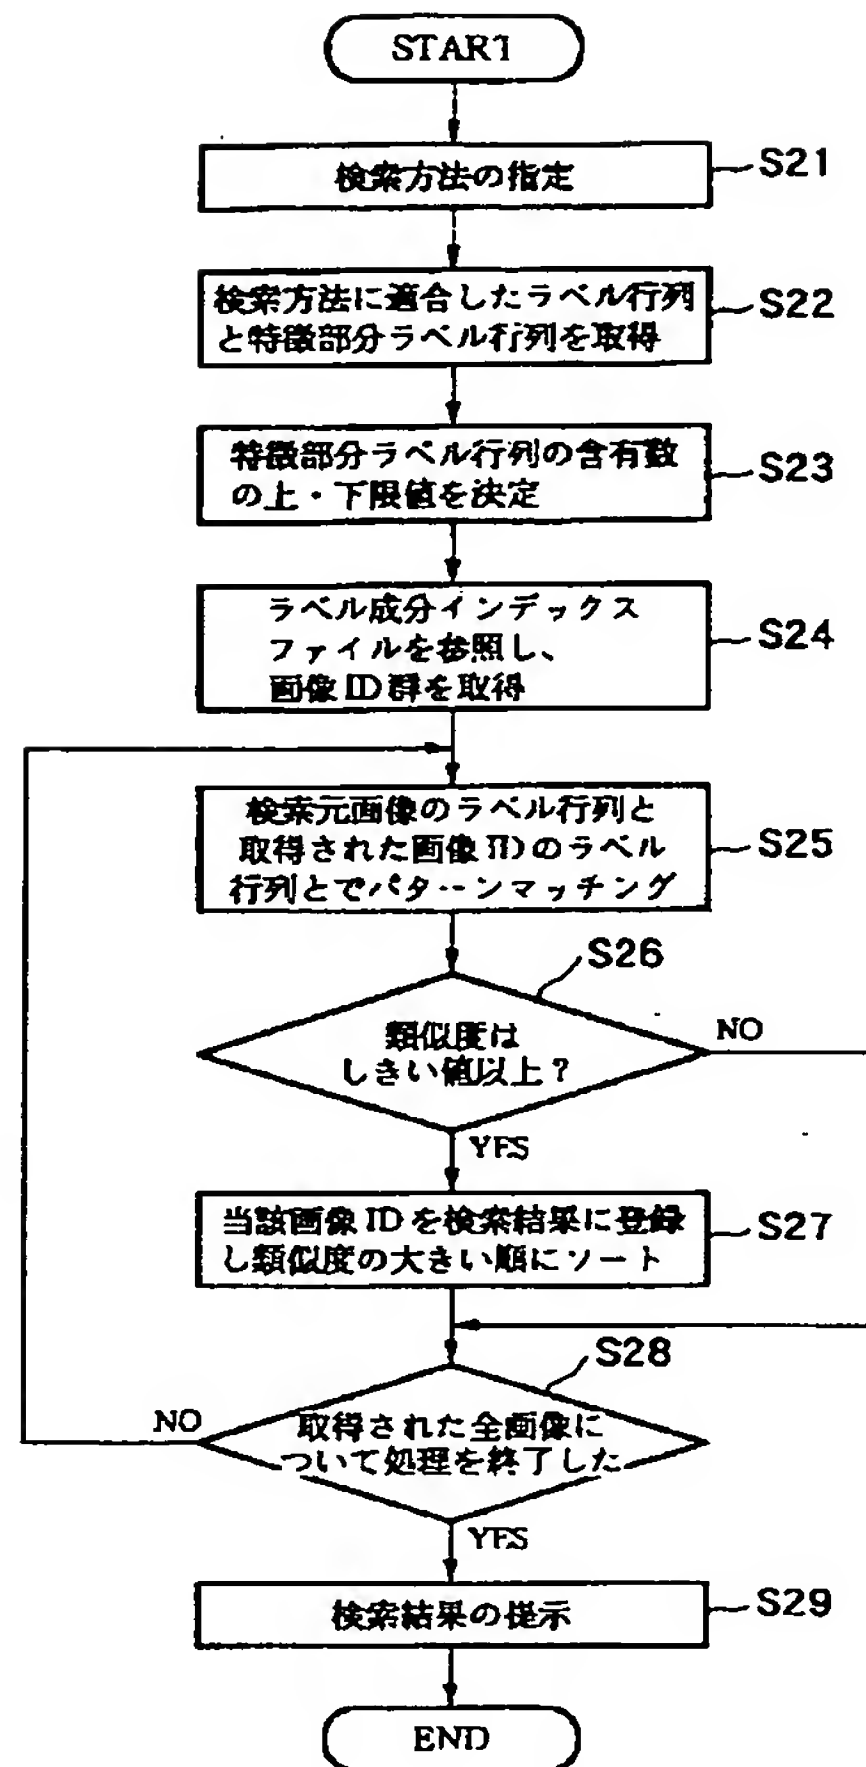 START
検索方法の指定
S21
検索方法に適合したラベル行列
と特徴部分ラベル行列を取得
S22
特徴部分ラベル行列の含有数
の上・下限値を決定
S23
ラベル成分インデックス
ファイルを参照し、
画像ID群を取得
S24
検索元画像のラベル行列と
取得された画像IDのラベル
行列とでパターンマッチング
S25
S26
類似度は
しきい値以上?
NO
YES
当該画像IDを検索結果に登録
し類似度の大きい順にソート
S27
S28
取得された全画像に
ついて処理を終了した
NO
YES
検索結果の提示
S29
END